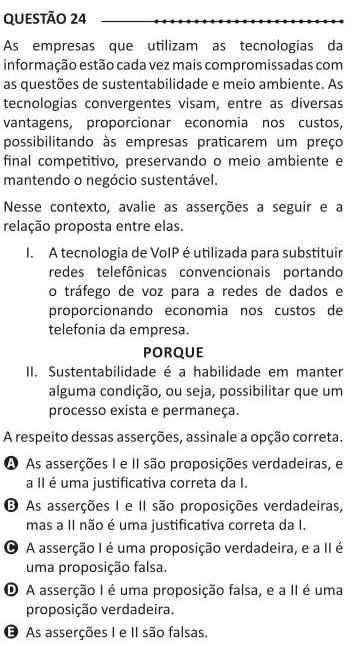 QUESTÃO 24
As empresas que utilizam as tecnologias da
informação estão cada vez mais compromissadas com
as questões de sustentabilidade e meio ambiente. As
tecnologias convergentes visam, entre as diversas
vantagens, proporcionar economia nos custos,
possibilitando às empresas praticarem um preço
final competitivo, preservando o meio ambiente e
mantendo o negócio sustentável.
Nesse contexto, avalie as asserções a seguir e a
relação proposta entre elas.
I. A tecnologia de VoIP é utilizada para substituir
redes telefônicas convencionais portando
o tráfego de voz para a redes de dados e
proporcionando economia nos custos de
telefonia da empresa.
PORQUE
II. Sustentabilidade é a habilidade em manter
alguma condição, ou seja, possibilitar que um
processo exista e permaneça.
A respeito dessas asserções, assinale a opção correta.
A As asserções I e II são proposições verdadeiras, e
a II é uma justificativa correta da I.
B As asserções I e II são proposições verdadeiras,
mas a II não é uma justificativa correta da I.
C A asserção I é uma proposição verdadeira, e a II é
uma proposição falsa.
D A asserção I é uma proposição falsa, e a II é uma
proposição verdadeira.
E As asserções I e II são falsas.